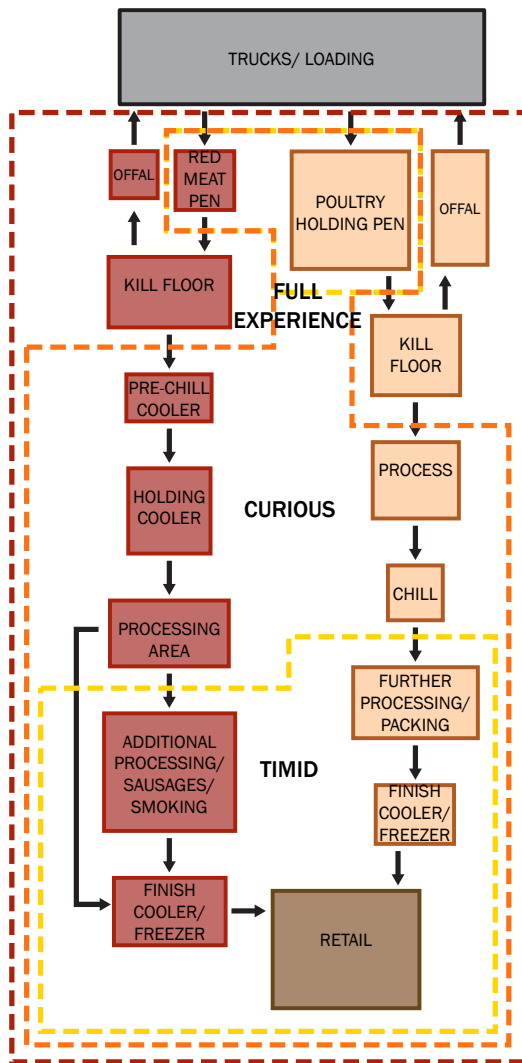 TRUCKS/ LOADING
OFFAL
RED
MEAT
PEN
POULTRY
HOLDING PEN
OFFAL
KILL FLOOR
FULL
EXPERIENCE
KILL
FLOOR
PRE-CHILL
COOLER
HOLDING
COOLER
CURIOUS
PROCESS
CHILL
PROCESSING
AREA
FURTHER
PROCESSING/
PACKING
ADDITIONAL
PROCESSING/
SAUSAGES/
SMOKING
TIMID
FINISH
COOLER/
FREEZER
FINISH
COOLER/
FREEZER
RETAIL